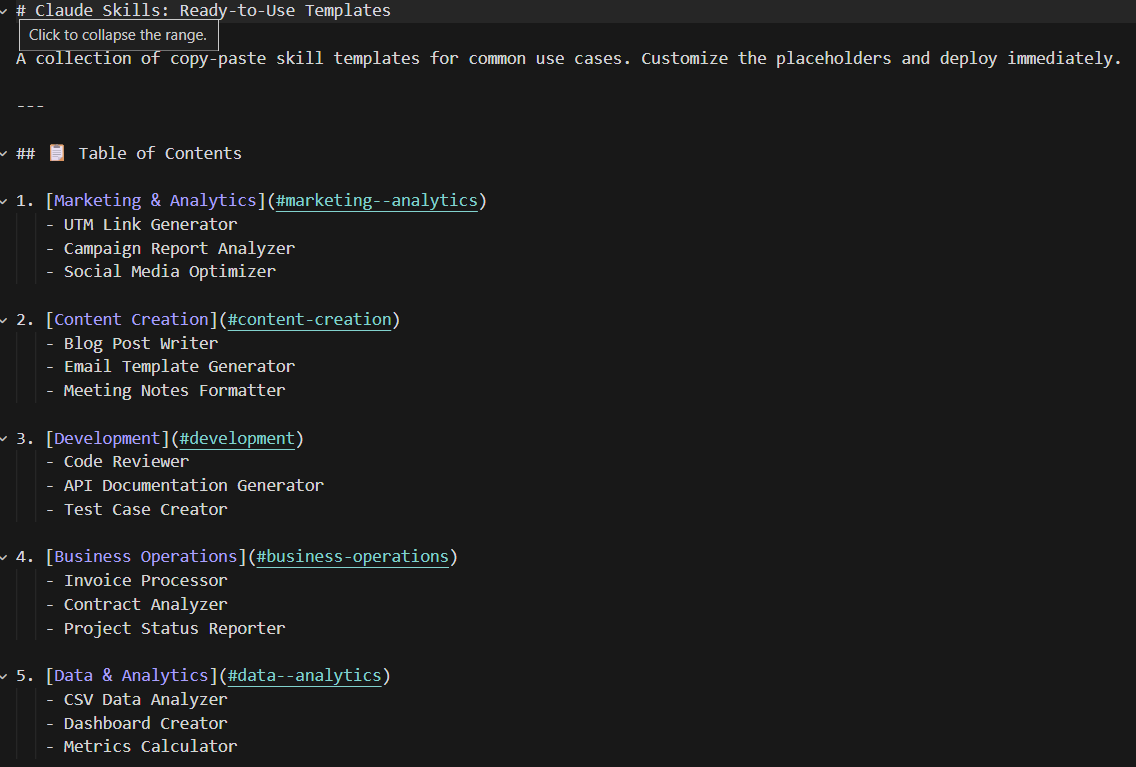 # Claude Skills: Ready-to-Use Templates
Click to collapse the range.
A collection of copy-paste skill templates for common use cases. Customize the placeholders and deploy immediately.
---
## 📋 Table of Contents
1. [Marketing & Analytics](#marketing--analytics)
- UTM Link Generator
- Campaign Report Analyzer
- Social Media Optimizer
2. [Content Creation](#content-creation)
- Blog Post Writer
- Email Template Generator
- Meeting Notes Formatter
3. [Development](#development)
- Code Reviewer
- API Documentation Generator
- Test Case Creator
4. [Business Operations](#business-operations)
- Invoice Processor
- Contract Analyzer
- Project Status Reporter
5. [Data & Analytics](#data--analytics)
- CSV Data Analyzer
- Dashboard Creator
- Metrics Calculator